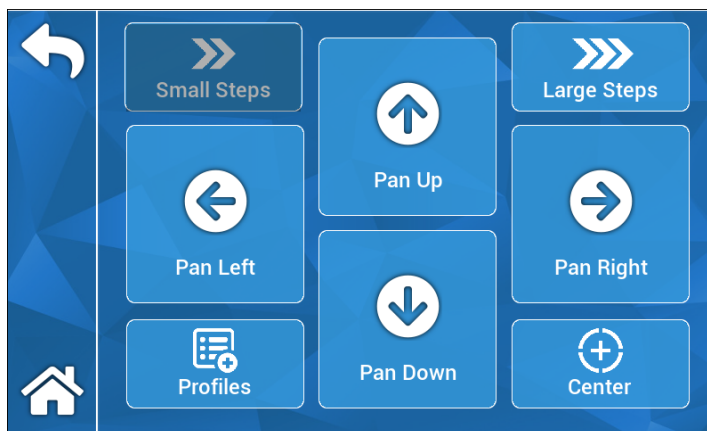 Small Steps
Large Steps
Pan Up
Pan Left
Pan Right
Pan Down
Profiles
Center